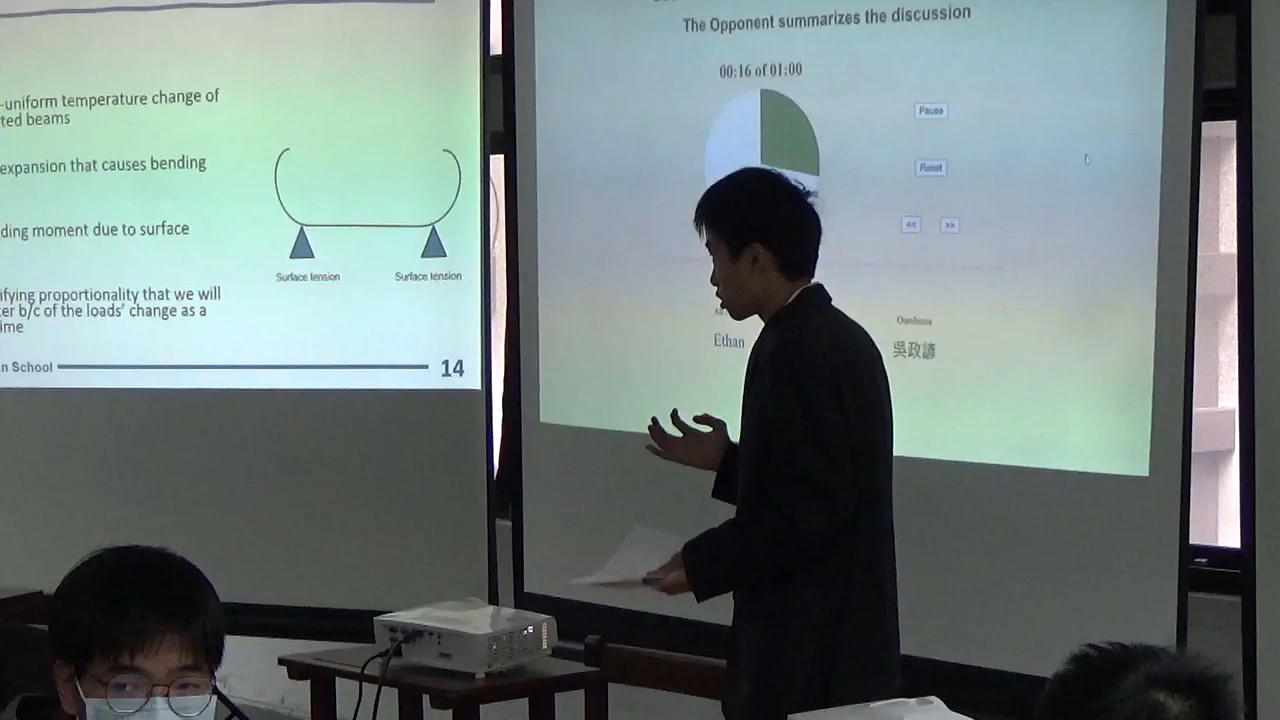 -uniform temperature change of
ted beams
expansion that causes bending
ding moment due to surface
ifying proportionality that we will
er b/c of the loads' change as a
ime
Surface tension
Surface tension
n School
14
The Opponent summarizes the discussion
00:16 of 01:00
Pause
Reset
<<
>>
Ethan
吳政諺